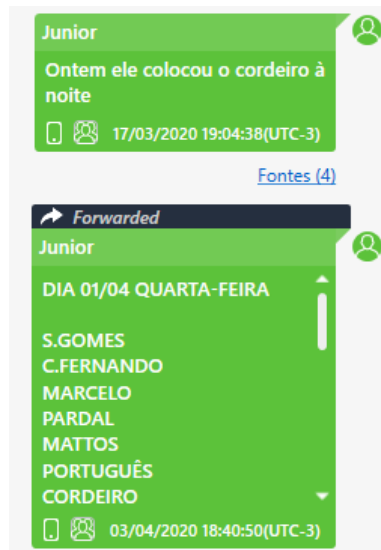 Junior
Ontem ele colocou o cordeiro à
noite
17/03/2020 19:04:38(UTC-3)
Fontes (4)
Forwarded
Junior
DIA 01/04 QUARTA-FEIRA
S.GOMES
C.FERNANDO
MARCELO
PARDAL
MATTOS
PORTUGUÊS
CORDEIRO
03/04/2020 18:40:50(UTC-3)